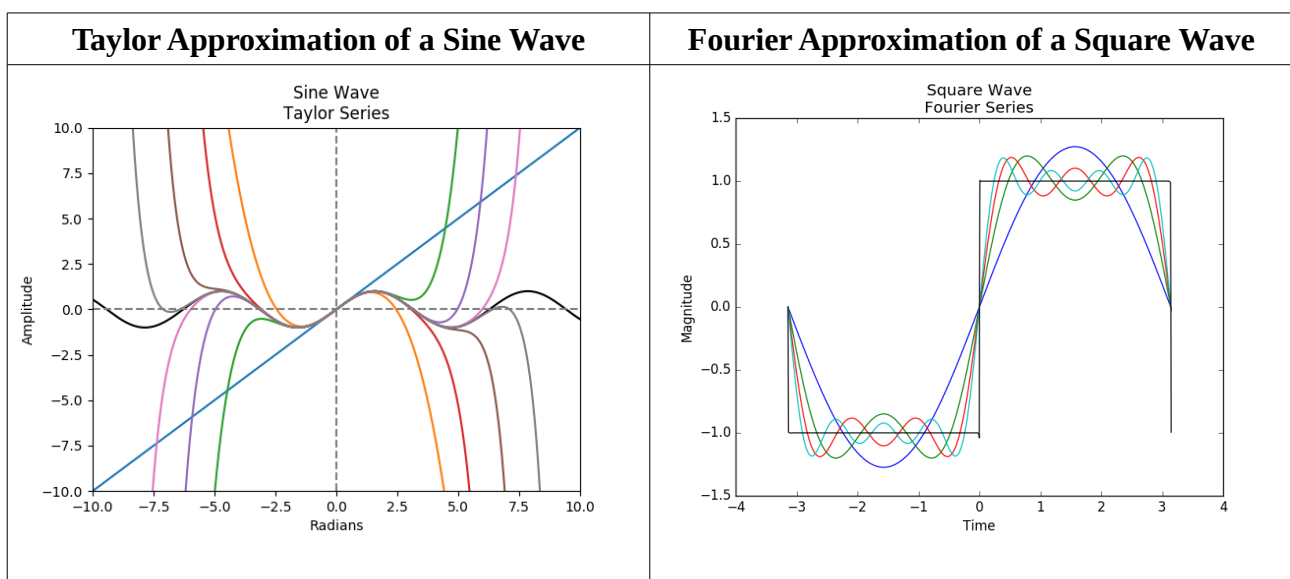 Taylor Approximation of a Sine Wave
Sine Wave
Taylor Series
10.0
7.5
5.0
2.5
0.0
−2.5
−5.0
−7.5
−10.0
Amplitude
−10.0 −7.5 −5.0 −2.5 0.0 2.5 5.0 7.5 10.0
Radians
Fourier Approximation of a Square Wave
Square Wave
Fourier Series
1.5
1.0
0.5
0.0
−0.5
−1.0
−1.5
Magnitude
−4 −3 −2 −1 0 1 2 3 4
Time